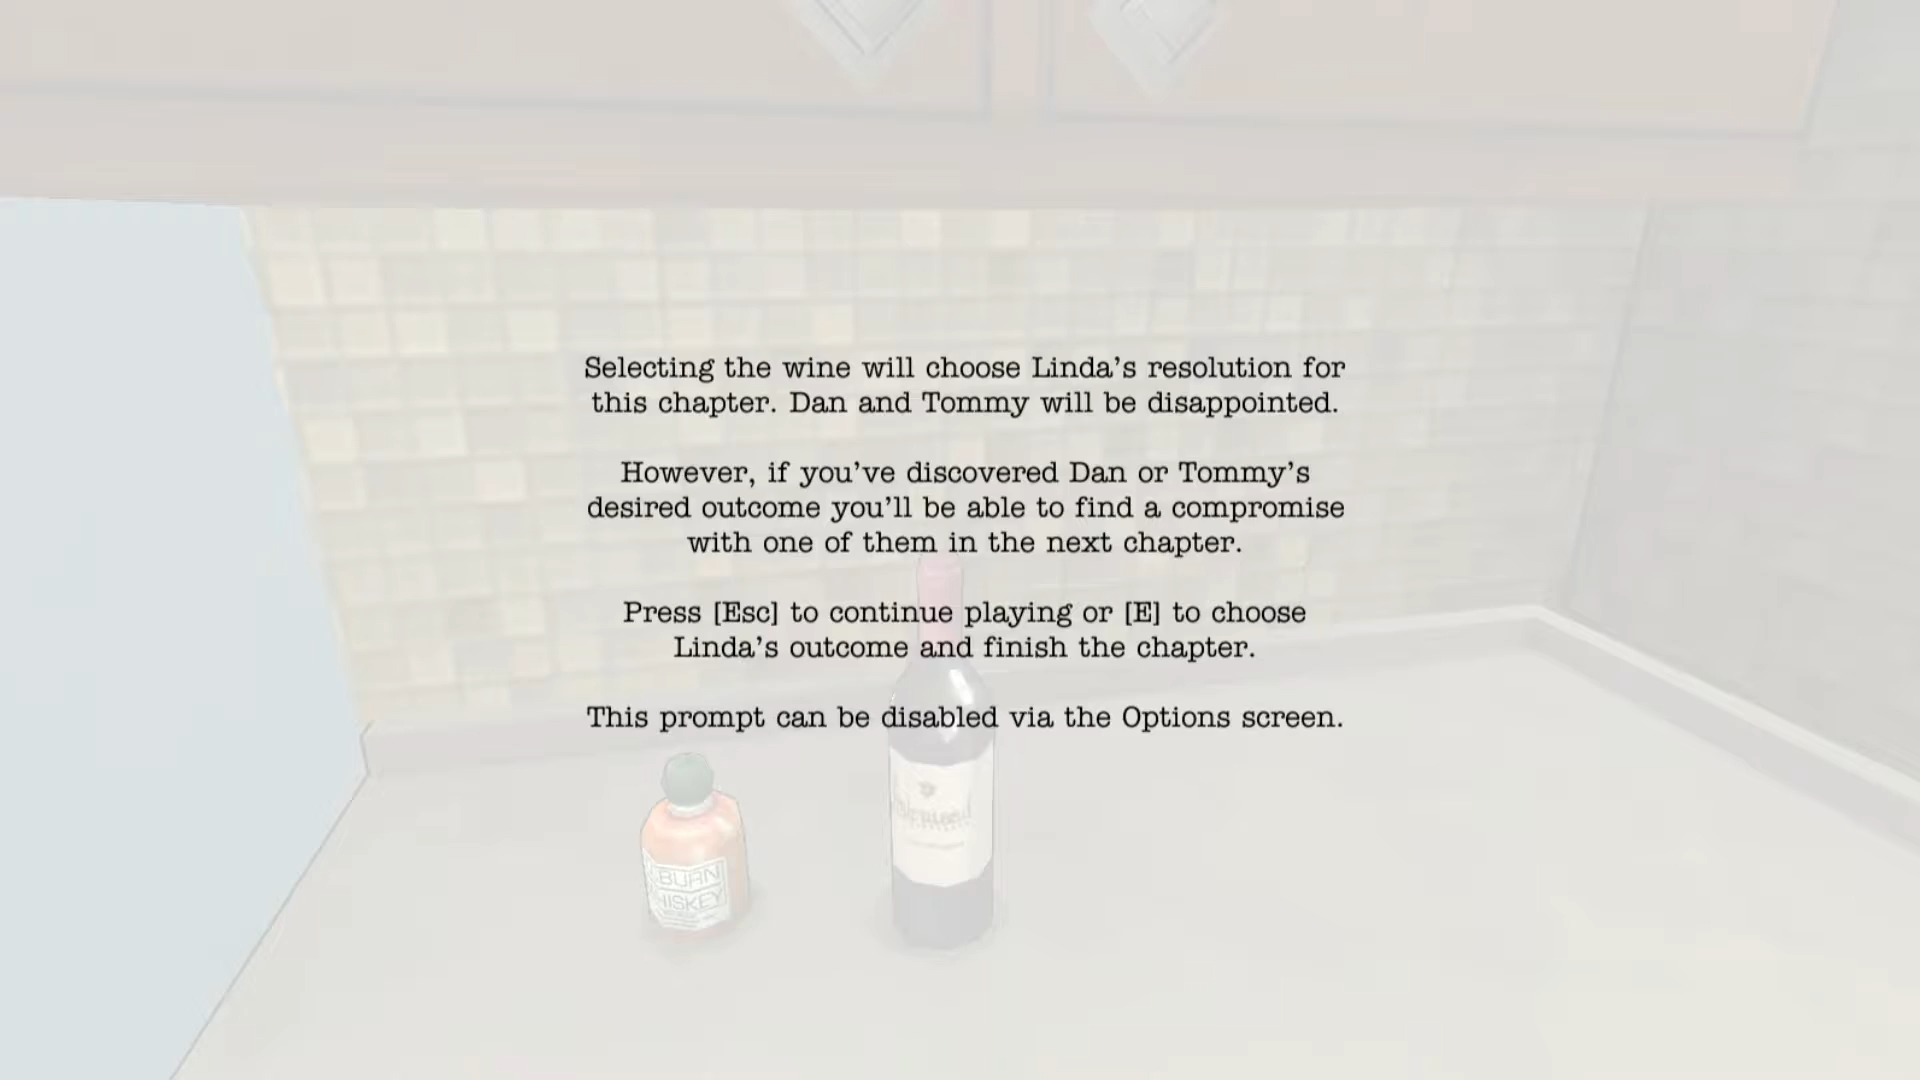 Selecting the wine will choose Linda's resolution for
this chapter. Dan and Tommy will be disappointed.
However, if you've discovered Dan or Tommy's
desired outcome you'll be able to find a compromise
with one of them in the next chapter.
Press [Esc] to continue playing or [E] to choose
Linda's outcome and finish the chapter.
This prompt can be disabled via the Options screen.
BURN